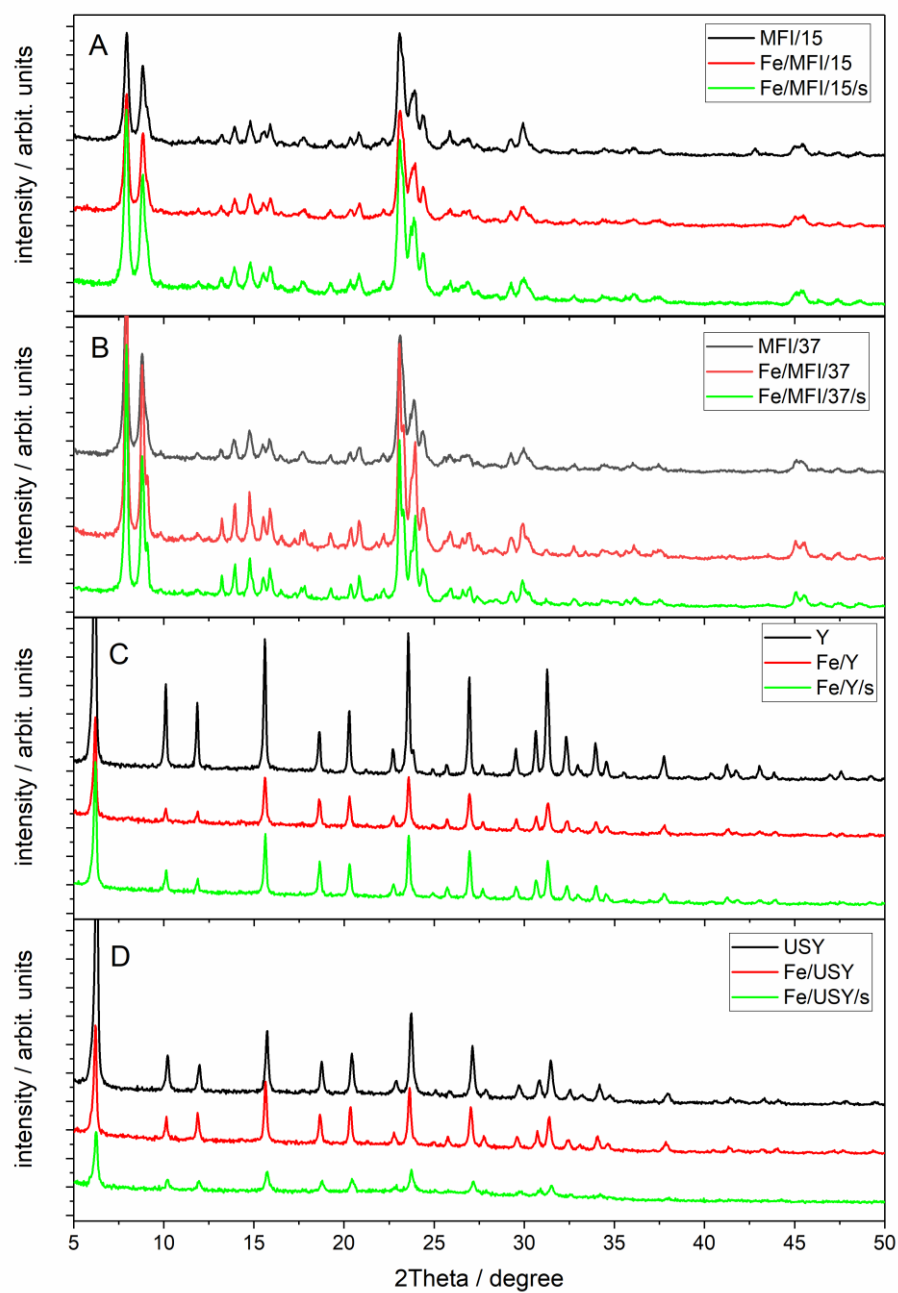 A
MFI/15
Fe/MFI/15
Fe/MFI/15/s
intensity / arbit. units
B
MFI/37
Fe/MFI/37
Fe/MFI/37/s
intensity / arbit. units
C
Y
Fe/Y
Fe/Y/s
intensity / arbit. units
D
USY
Fe/USY
Fe/USY/s
intensity / arbit. units
5 10 15 20 25 30 35 40 45 50
2Theta / degree